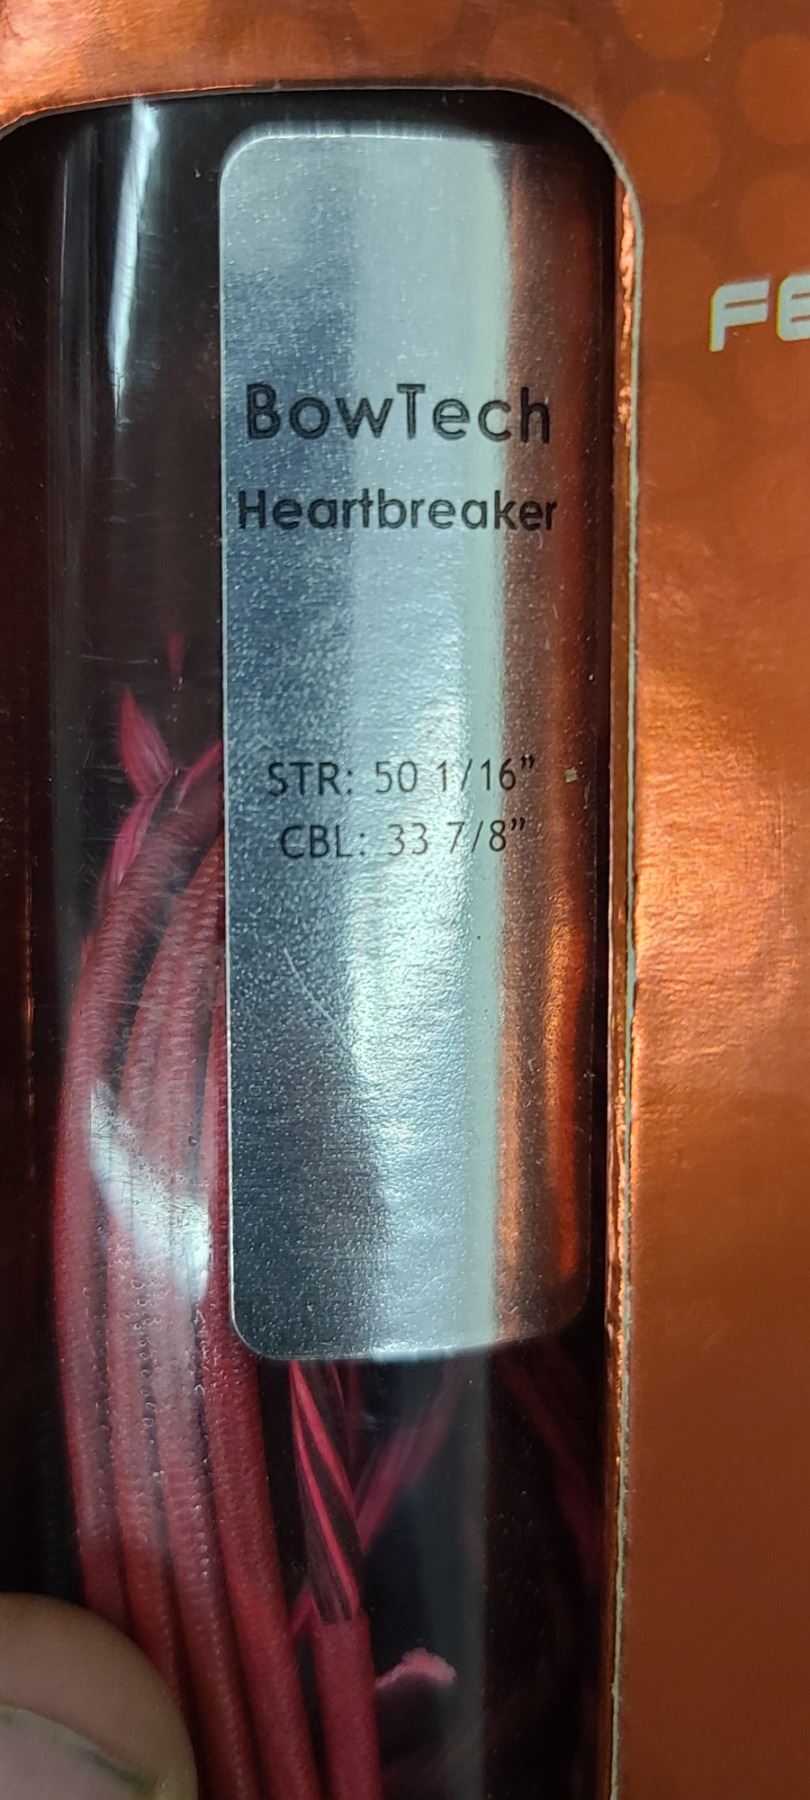 BowTech
Heartbreaker
STR: 50 1/16”
CBL: 33 7/8”